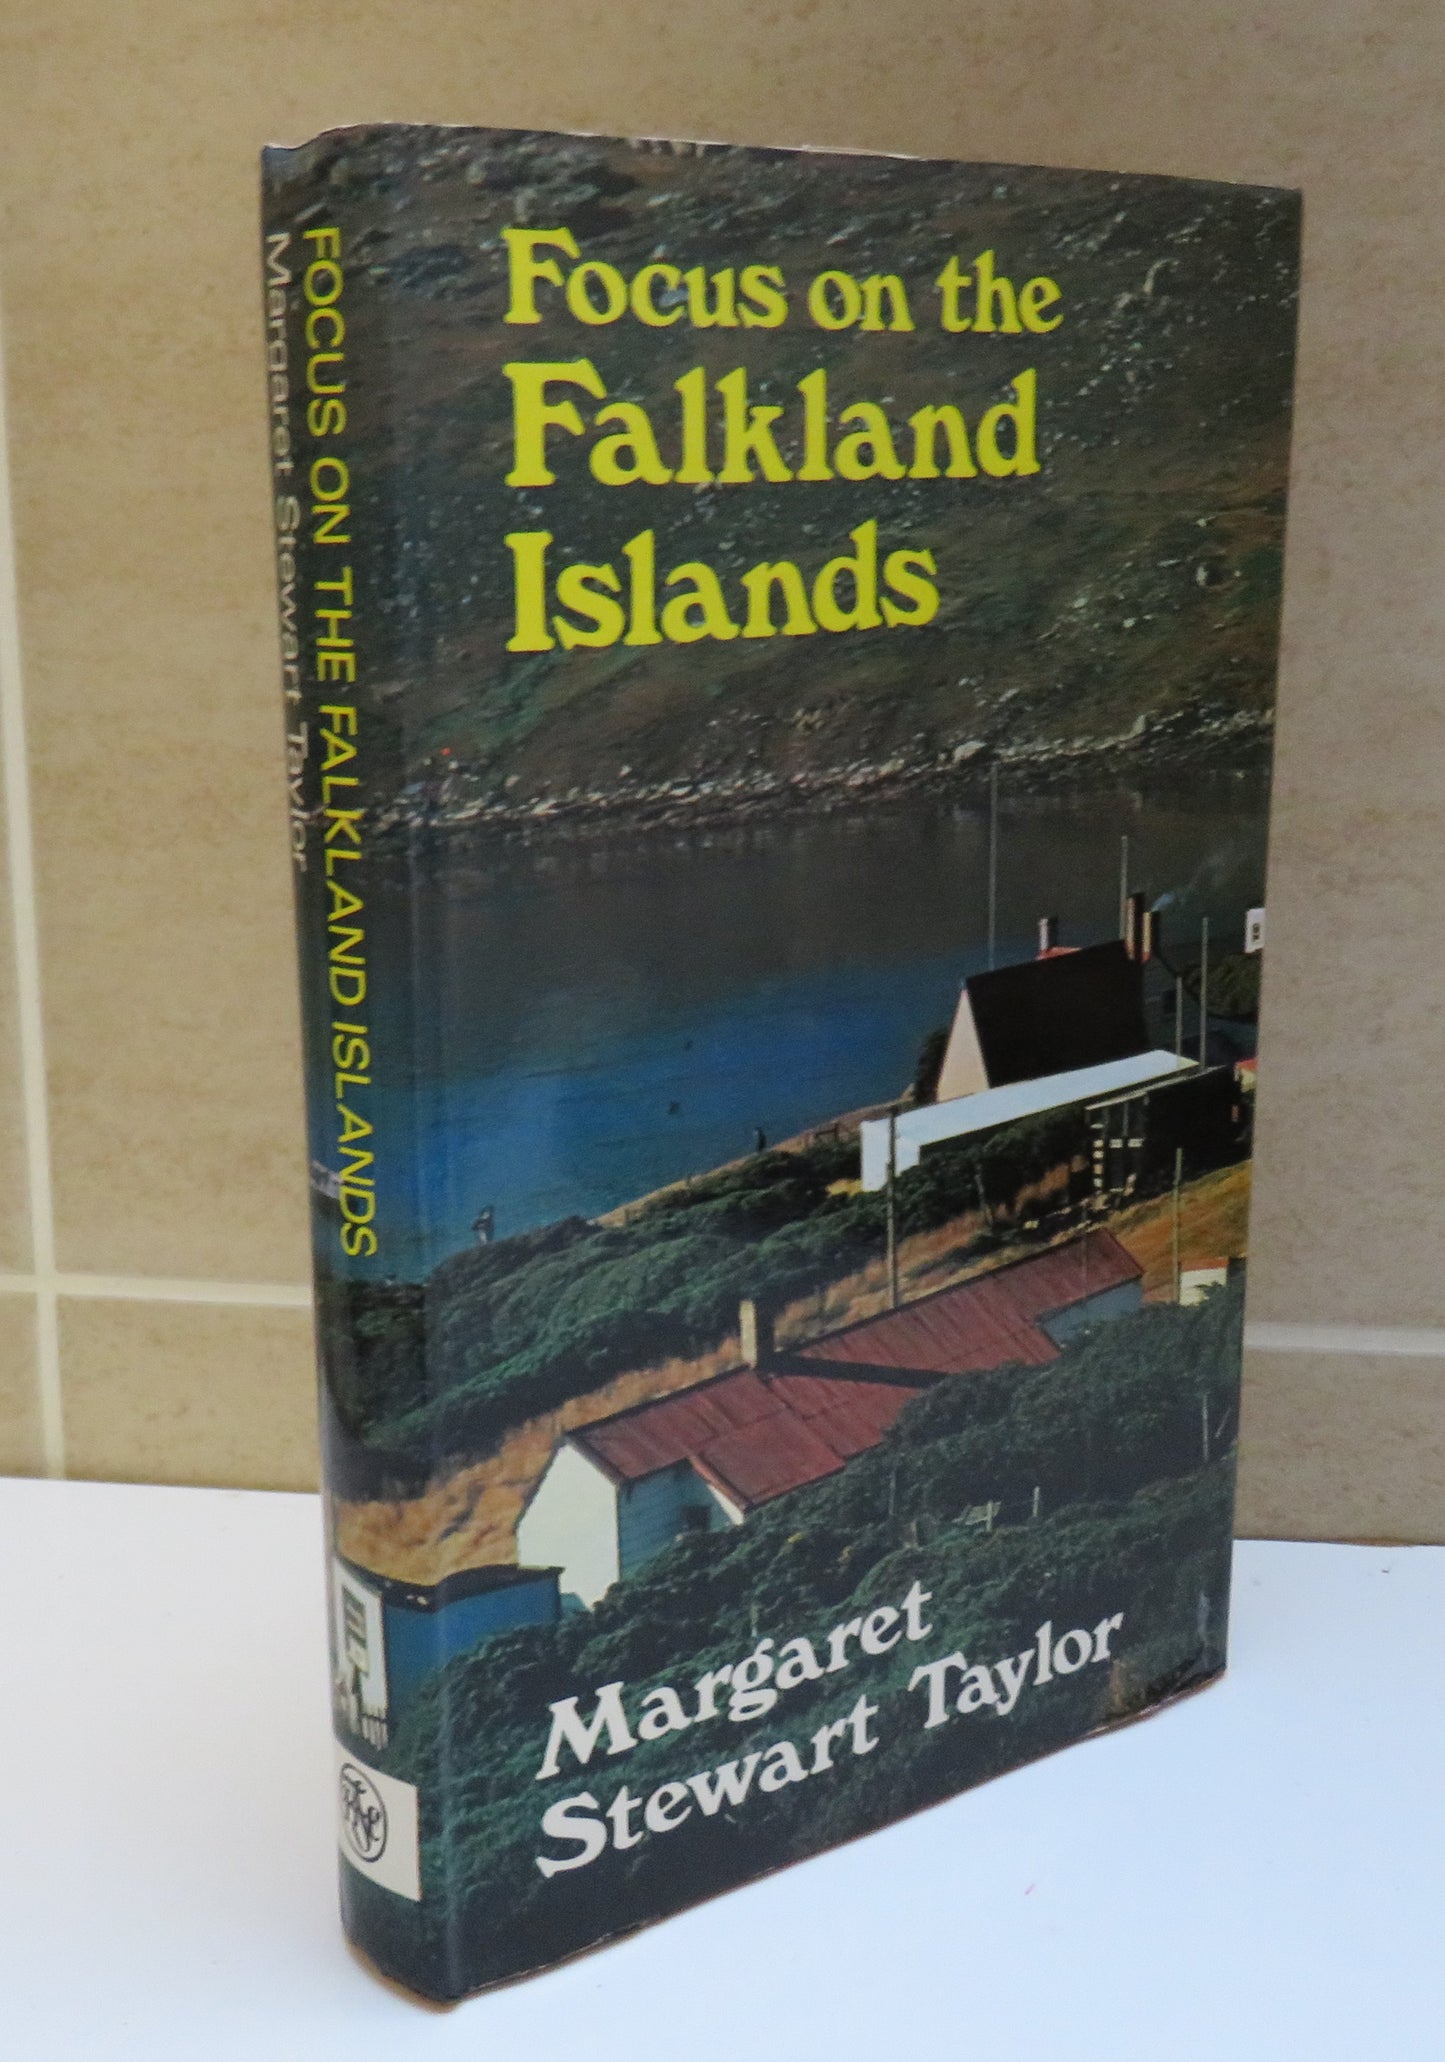 Focus on the
Falkland
Islands
Margaret
Stewart Taylor
FOCUS ON THE FALKLAND ISLANDS
Margaret Stewart Taylor